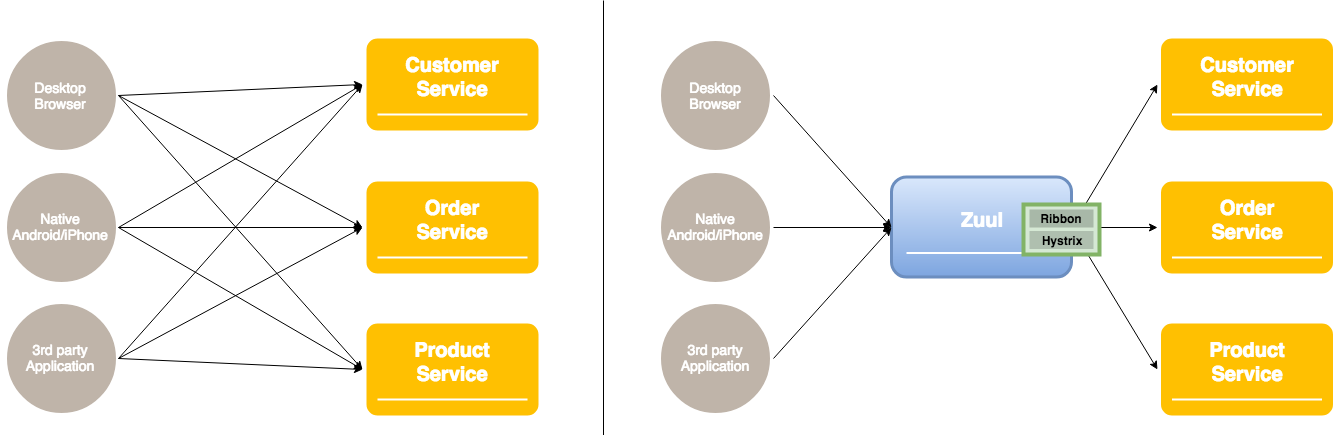 Desktop
Browser
Customer
Service
Native
Android/iPhone
Order
Service
3rd party
Application
Product
Service
Desktop
Browser
Native
Android/iPhone
3rd party
Application
Zuul
Ribbon
Hystrix
Customer
Service
Order
Service
Product
Service